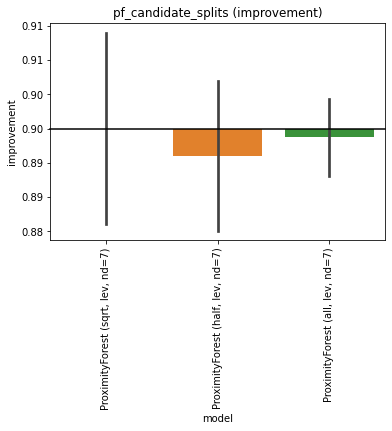 pf_candidate_splits (improvement)
0.91
0.91
0.90
0.90
0.89
0.89
0.88
improvement
ProximityForest (sqrt, lev, nd=7)
ProximityForest (half, lev, nd=7)
ProximityForest (all, lev, nd=7)
model